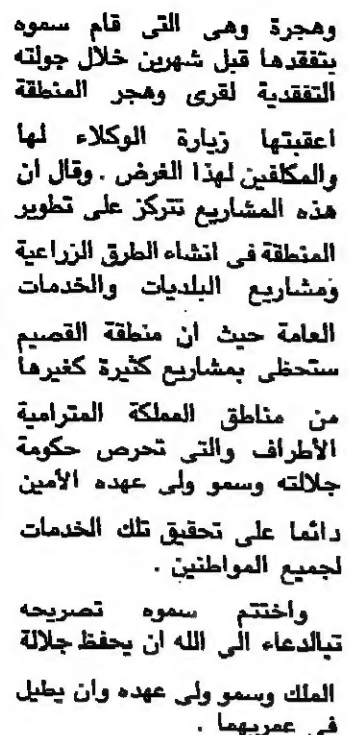 وهجرة وهى التى قام سموه
بتفقدها قبل شهرين خلال جولته
التفقدية لقرى وهجر المنطقة
اعقبتها زيارة الوكلاء لها
والمكلفين لهذا الغرض . وقال ان
هذه المشاريع تتركز على تطوير
المنطقة فى انشاء الطرق الزراعية
ومشاريع البلديات والخدمات
العامة حيث ان منطقة القصيم
ستحظى بمشاريع كثيرة كغيرها
من مناطق المملكة المترامية
الأطراف والتى تحرص حكومة
جلالته وسمو ولى عهده الأمين
دائما على تحقيق تلك الخدمات
لجميع المواطنين .
واختتم سموه تصريحه
تبالدعاء الى الله ان يحفظ جلالة
الملك وسمو ولى عهده وان يطيل
فى عمريهما .